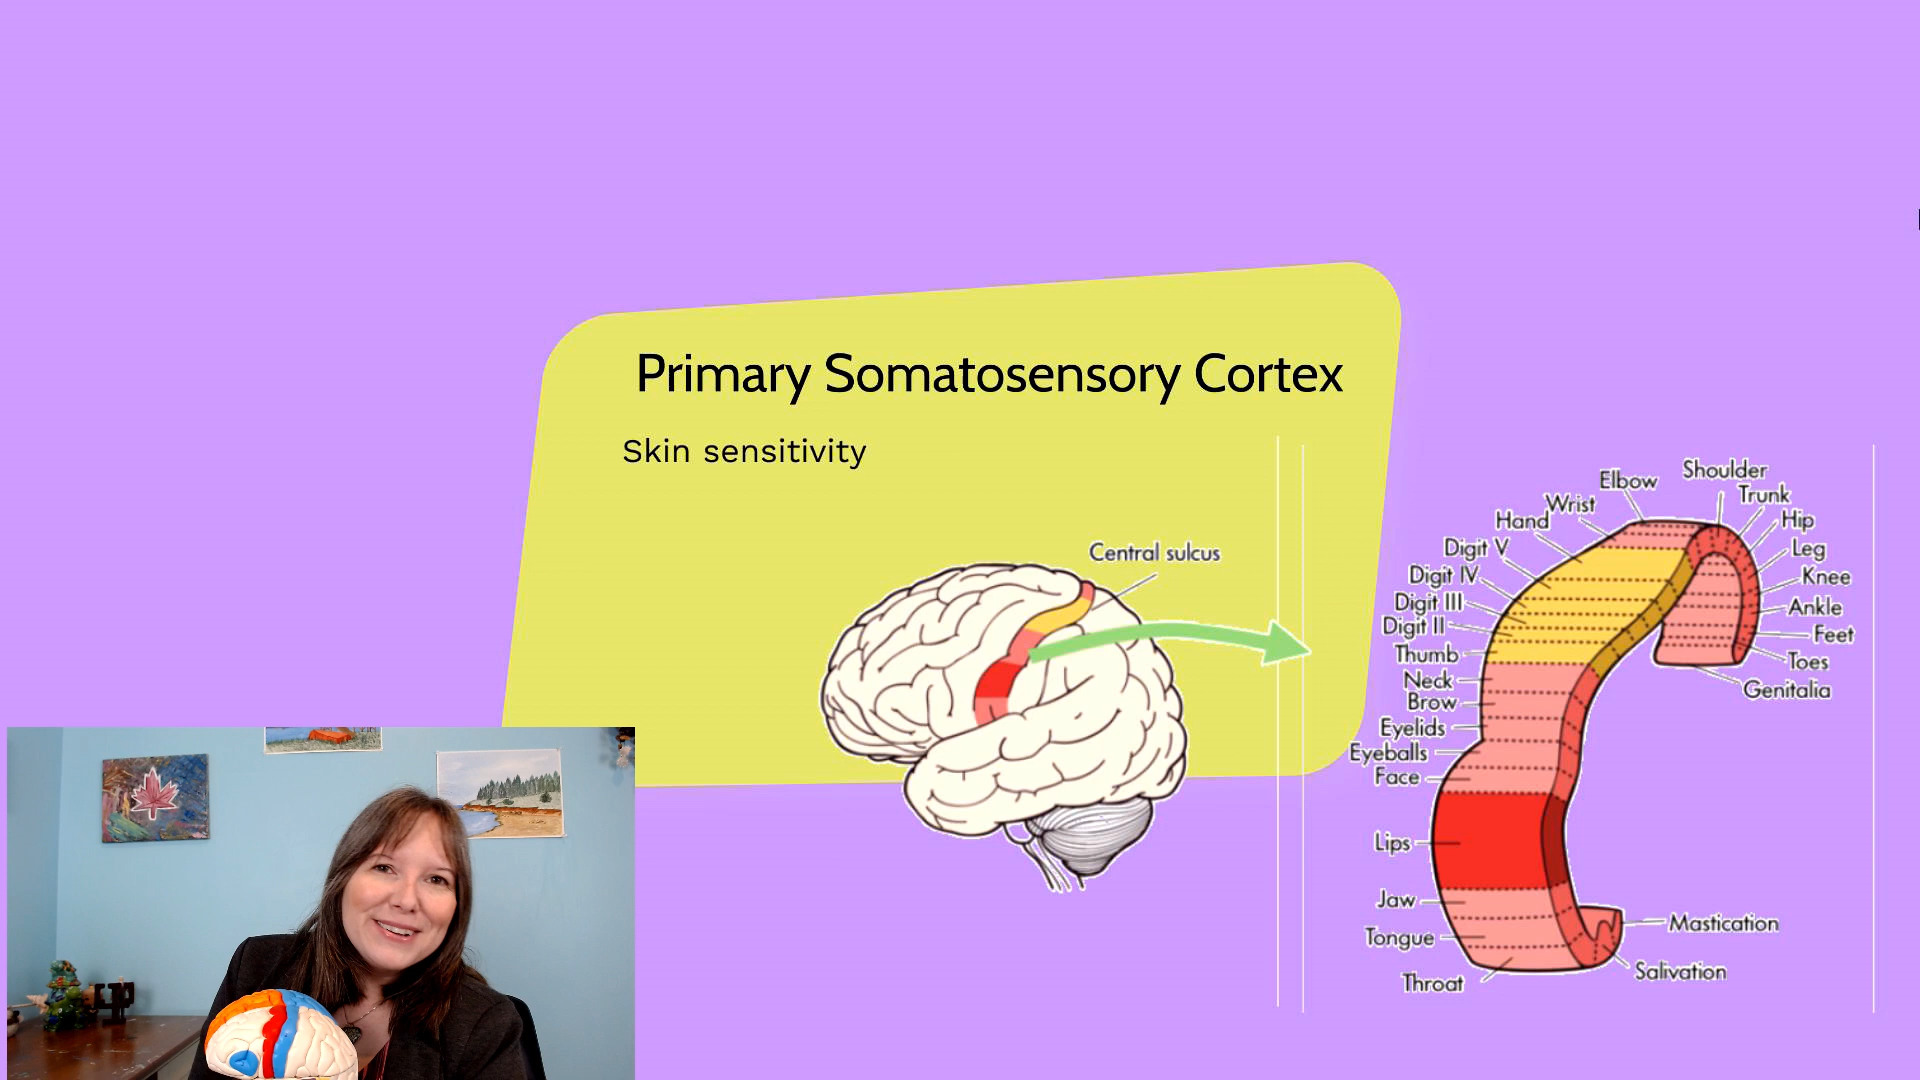 Primary Somatosensory Cortex
Skin sensitivity
Central sulcus
Shoulder
Elbow
Trunk
Wrist
Hand
Hip
Digit V
Leg
Digit IV
Knee
Digit III
Ankle
Digit II
Feet
Thumb
Toes
Neck
Genitalia
Brow
Eyelids
Eyeballs
Face
Lips
Jaw
Mastication
Tongue
Salivation
Throat